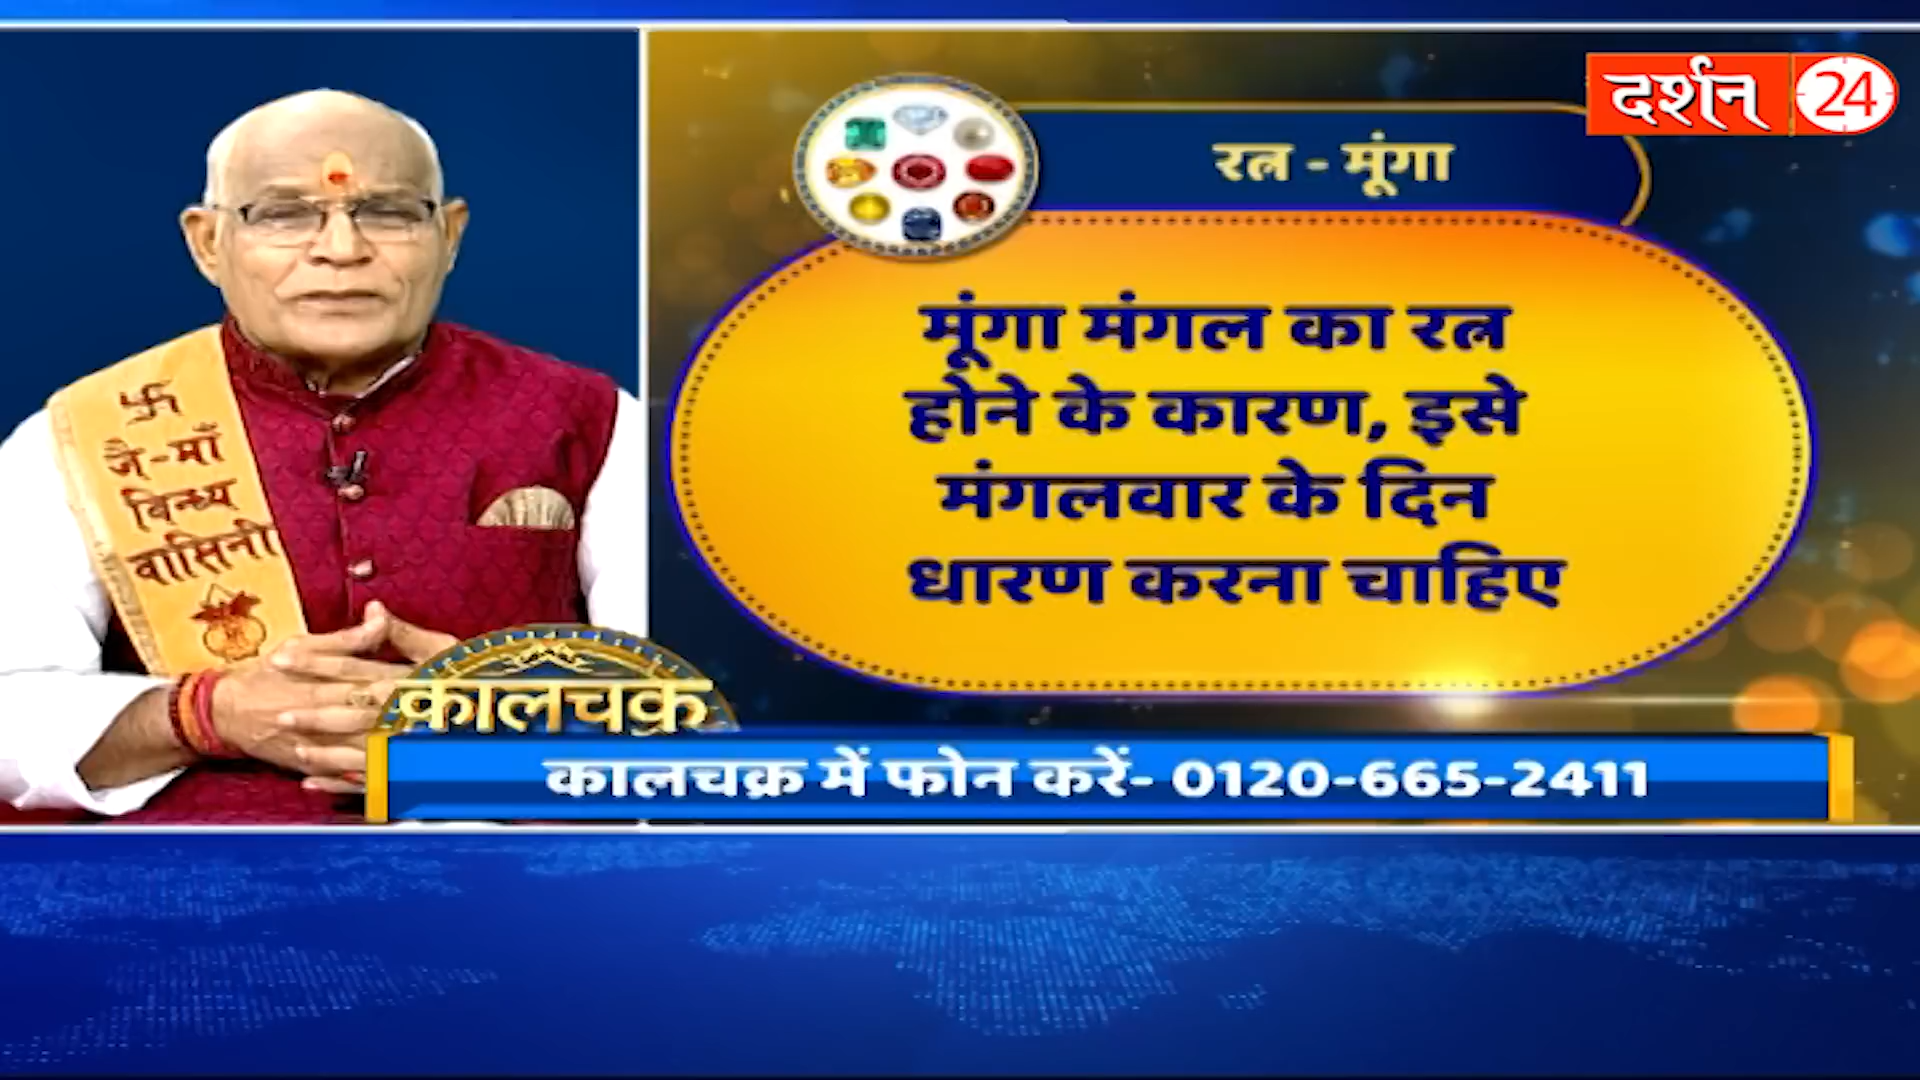 दर्शन 24
रत्न - मूंगा
मूंगा मंगल का रत्न
होने के कारण, इसे
मंगलवार के दिन
धारण करना चाहिए
जै-माँ
विन्ध्य
वासिनी
कालचक्र
कालचक्र में फोन करें- 0120-665-2411